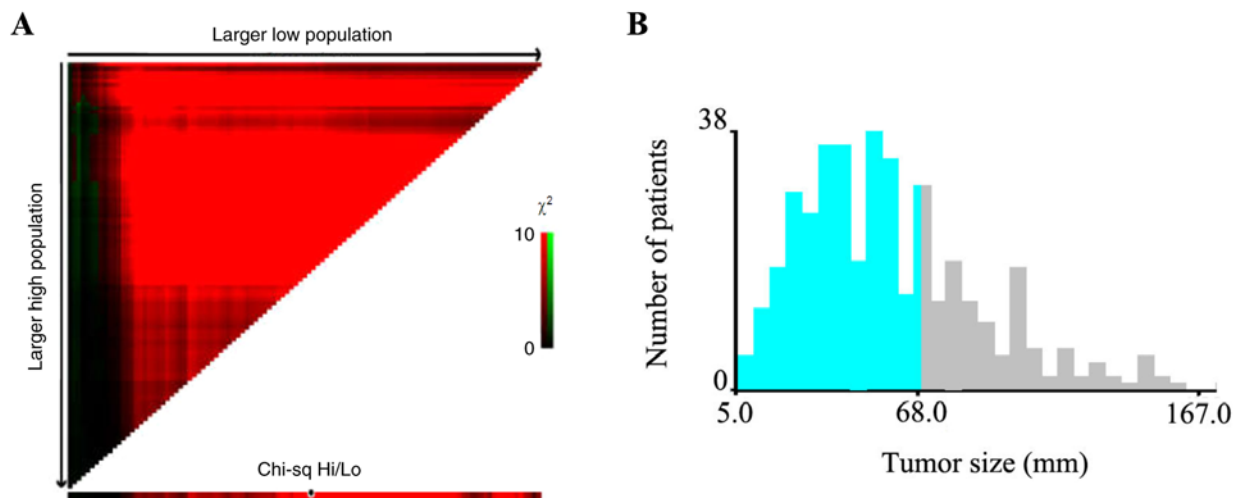 A
Larger low population
Larger high population
χ²
10
0
Chi-sq Hi/Lo
B
Number of patients
38
0
5.0
68.0
167.0
Tumor size (mm)